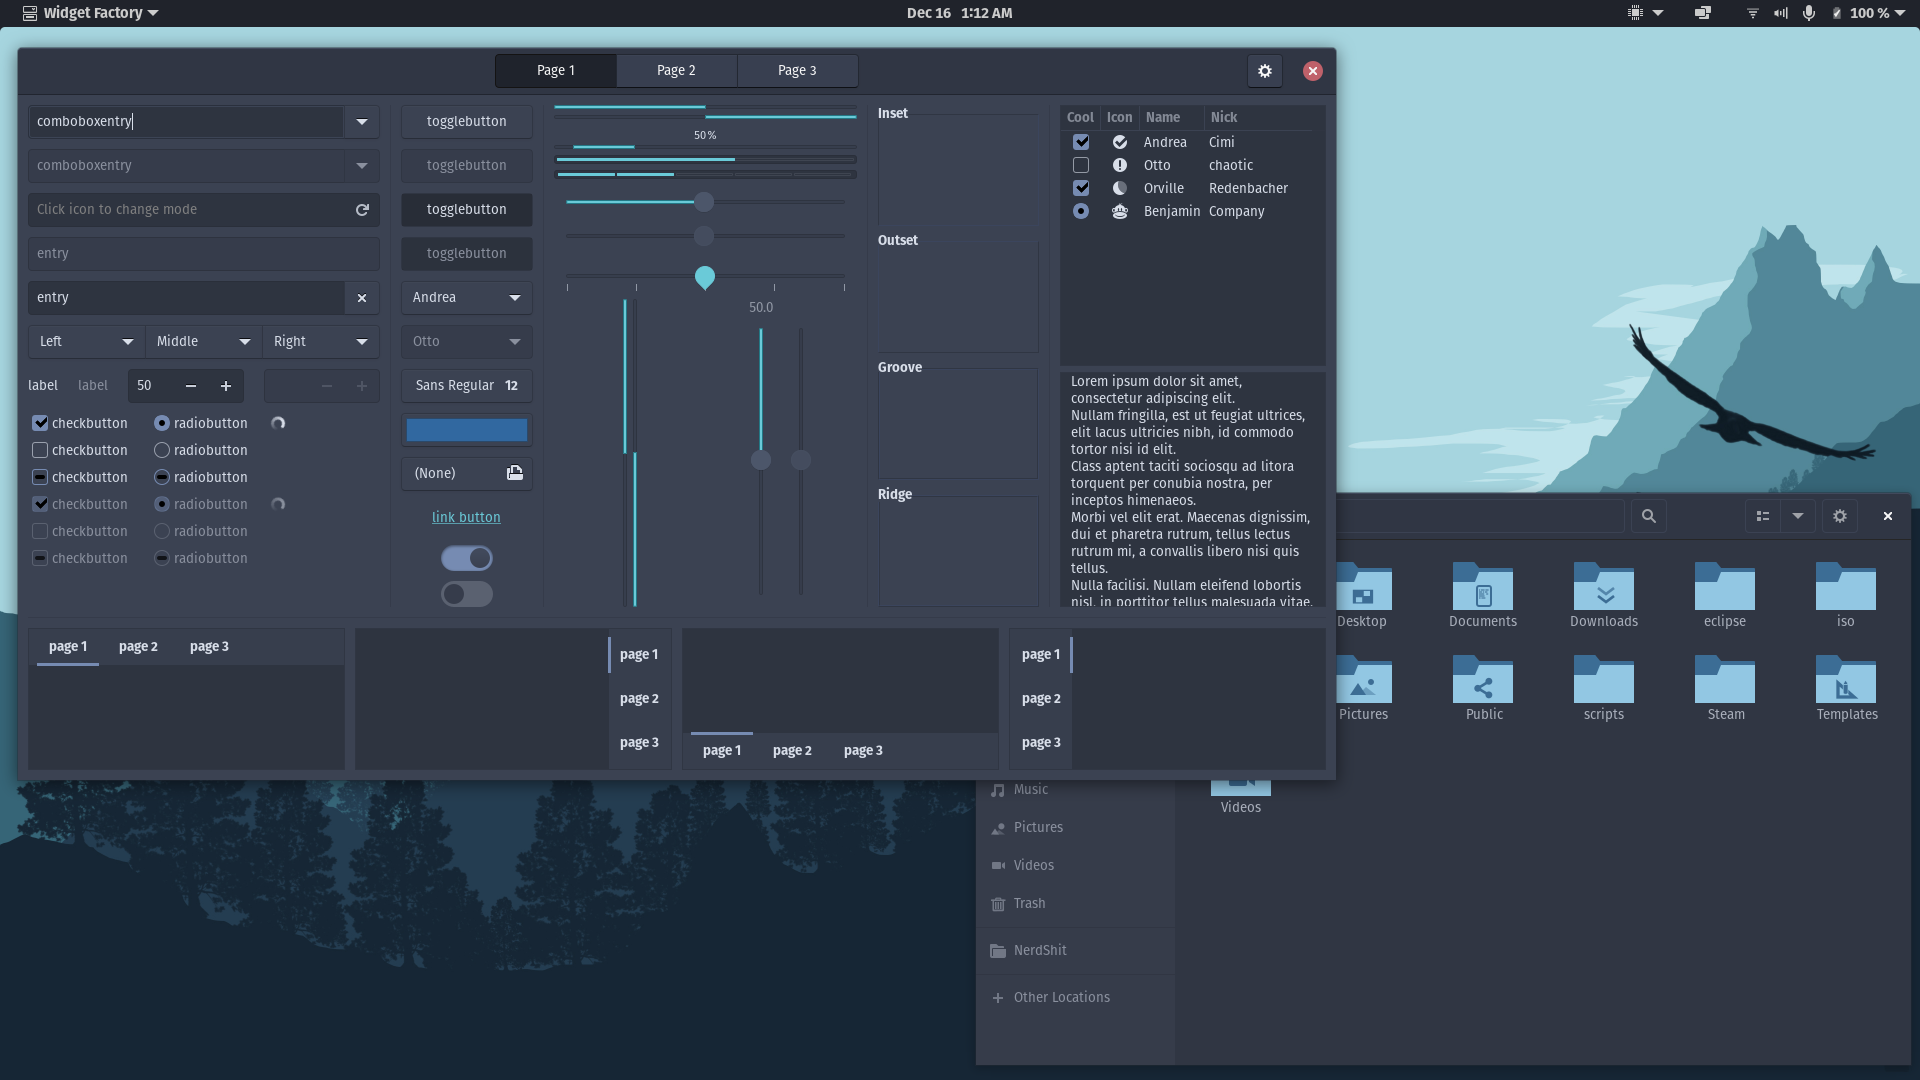 Widget Factory
Dec 16 1:12 AM
100 %
Page 1 Page 2 Page 3
comboboxentry
comboboxentry
Click icon to change mode
entry
entry
Left Middle Right
label label 50
checkbutton radiobutton
checkbutton radiobutton
checkbutton radiobutton
checkbutton radiobutton
checkbutton radiobutton
checkbutton radiobutton
togglebutton
togglebutton
togglebutton
togglebutton
Andrea
Otto
Sans Regular 12
(None)
link button
50 %
50.0
Inset
Outset
Groove
Ridge
Cool Icon Name Nick
Andrea Cimi
Otto chaotic
Orville Redenbacher
Benjamin Company
Lorem ipsum dolor sit amet,
consectetur adipiscing elit.
Nullam fringilla, est ut feugiat ultrices,
elit lacus ultricies nibh, id commodo
tortor nisi id elit.
Class aptent taciti sociosqu ad litora
torquent per conubia nostra, per
inceptos himenaeos.
Morbi vel elit erat. Maecenas dignissim,
dui et pharetra rutrum, tellus lectus
rutrum mi, a convallis libero nisi quis
tellus.
Nulla facilisi. Nullam eleifend lobortis
nisl, in porttitor tellus malesuada vitae.
page 1 page 2 page 3
page 1
page 2
page 3
page 1 page 2 page 3
page 1
page 2
page 3
Desktop Documents Downloads eclipse iso
Pictures Public scripts Steam Templates
Videos
Music
Pictures
Videos
Trash
NerdShit
Other Locations